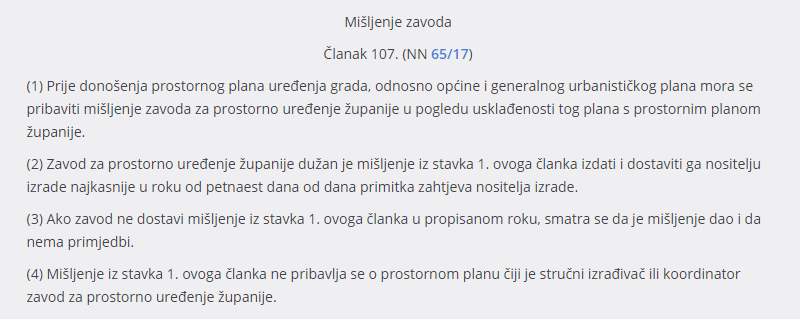 Mišljenje zavoda
Članak 107. (NN 65/17)
(1) Prije donošenja prostornog plana uređenja grada, odnosno općine i generalnog urbanističkog plana mora se
pribaviti mišljenje zavoda za prostorno uređenje županije u pogledu usklađenosti tog plana s prostornim planom
županije.
(2) Zavod za prostorno uređenje županije dužan je mišljenje iz stavka 1. ovoga članka izdati i dostaviti ga nositelju
izrade najkasnije u roku od petnaest dana od dana primitka zahtjeva nositelja izrade.
(3) Ako zavod ne dostavi mišljenje iz stavka 1. ovoga članka u propisanom roku, smatra se da je mišljenje dao i da
nema primjedbi.
(4) Mišljenje iz stavka 1. ovoga članka ne pribavlja se o prostornom planu čiji je stručni izrađivač ili koordinator
zavod za prostorno uređenje županije.